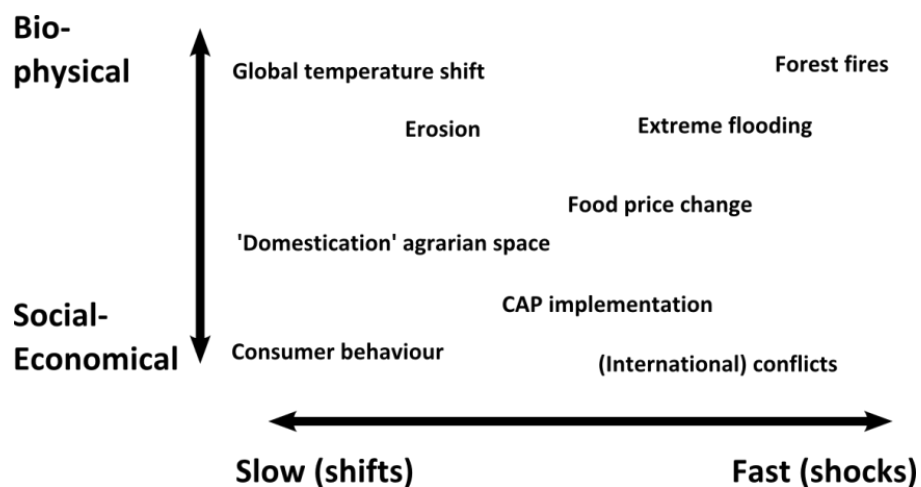 Bio-
physical
Global temperature shift
Forest fires
Erosion
Extreme flooding
Food price change
'Domestication' agrarian space
CAP implementation
Social-
Economical
Consumer behaviour
(International) conflicts
Slow (shifts)
Fast (shocks)